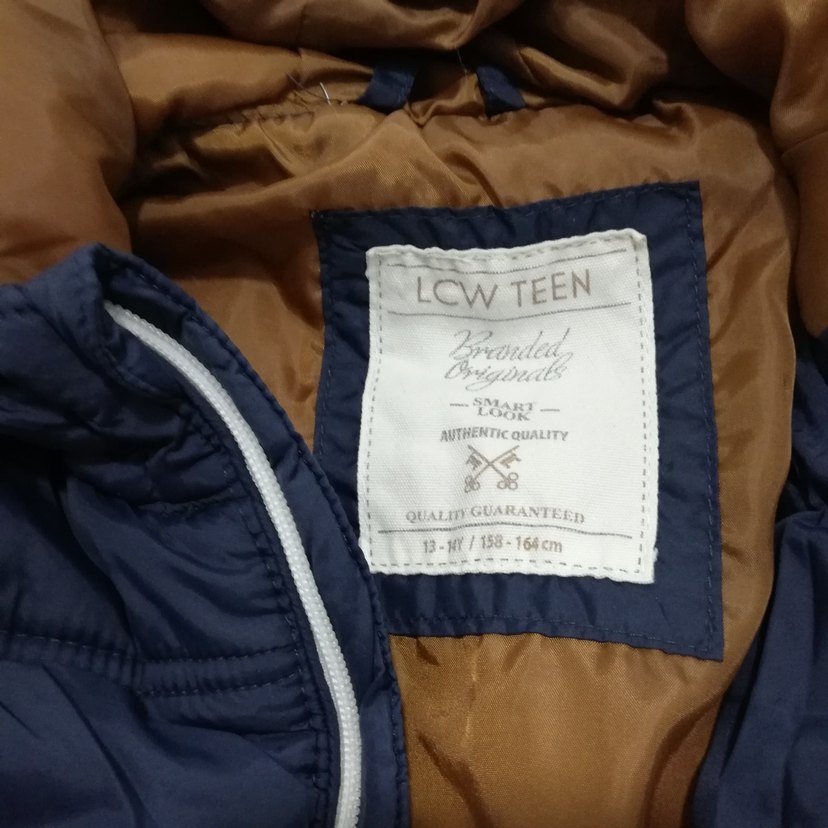 LCW TEEN
Branded
Originals
SMART
LOOK
AUTHENTIC QUALITY
QUALITY GUARANTEED
13 - 14Y / 158 - 164 cm